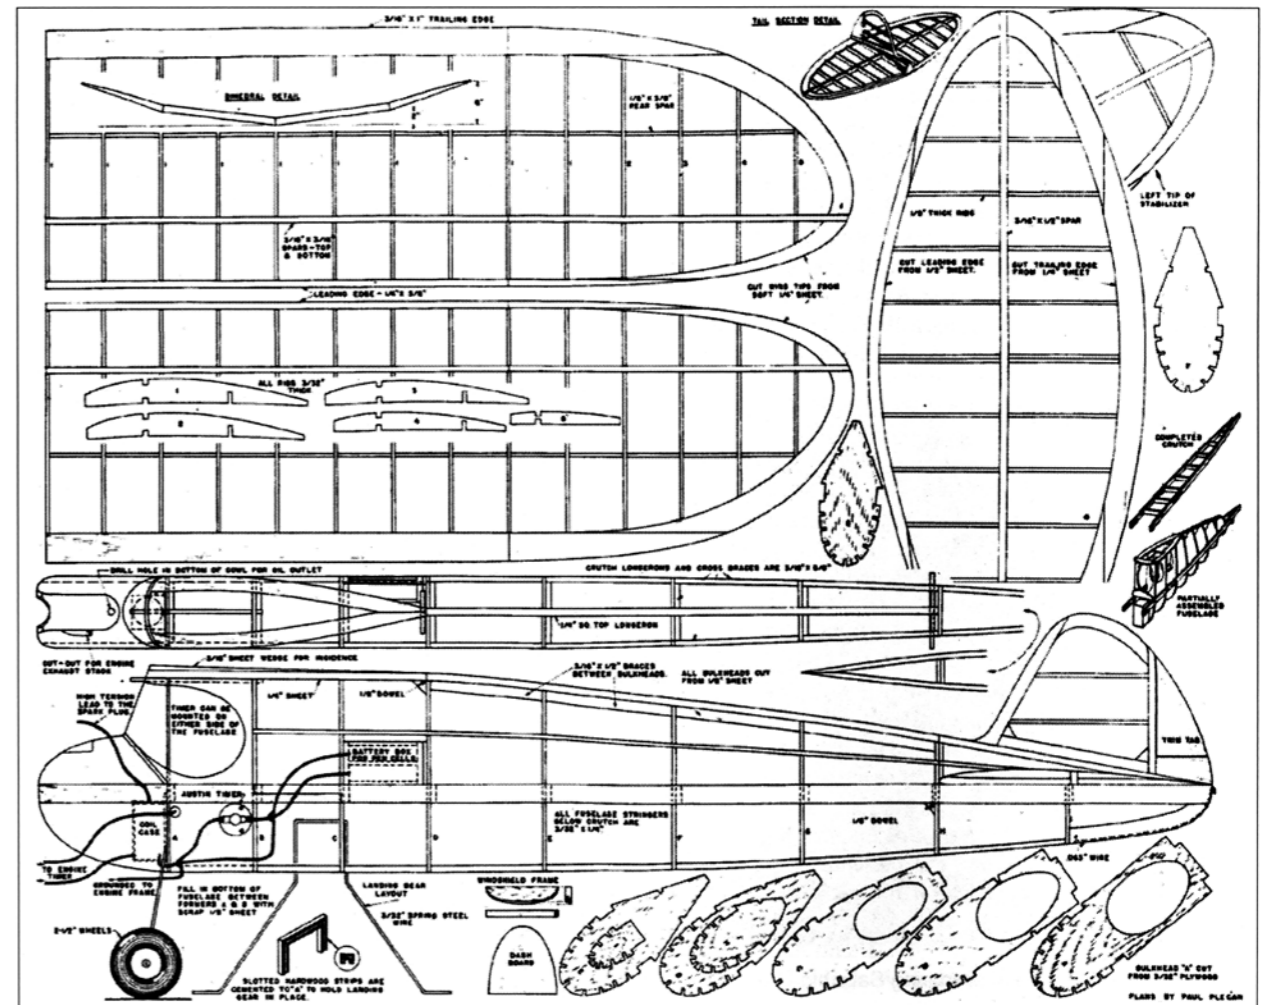 3/16" X 1" TRAILING EDGE
TAIL SECTION DETAIL
DIHEDRAL DETAIL
1/8" X 3/8"
REAR SPAR
LEFT TIP OF
STABILIZER
1/8" THICK RIBS
3/16" X 1/2" SPAR
3/16" X 3/16"
SPARS-TOP
& BOTTOM
CUT LEADING EDGE
FROM 1/2" SHEET.
CUT TRAILING EDGE
FROM 1/4" SHEET
LEADING EDGE - 1/4" X 3/8"
CUT WING TIPS FROM
SOFT 1/4" SHEET.
ALL RIBS 3/32"
THICK
1
2
3
4
COMPLETED
CRUTCH
PARTIALLY
ASSEMBLED
FUSELAGE
DRILL HOLE IN BOTTOM OF COWL FOR OIL OUTLET
CRUTCH LONGERONS AND CROSS BRACES ARE 3/16" X 3/8"
1/4" SQ. TOP LONGERON
CUT-OUT FOR ENGINE
EXHAUST STACK
3/16" SHEET WEDGE FOR INCIDENCE
1/4" SHEET
1/8" DOWEL
3/16" X 1/2" BRACES
BETWEEN BULKHEADS.
ALL BULKHEADS CUT
FROM 1/8" SHEET
HIGH TENSION
LEAD TO THE
SPARK PLUG.
TIMER CAN BE
MOUNTED ON
EITHER SIDE OF
THE FUSELAGE
TRIM TAB
BATTERY BOX
FOR PEN CELLS
AUSTIN TIMER
COIL
CASE
A
B
C
D
E
F
G
H
ALL FUSELAGE STRINGERS
BELOW CRUTCH ARE
3/32" X 1/4"
1/8" DOWEL
TO ENGINE
TIMER
GROUNDED TO
ENGINE FRAME.
FILL IN BOTTOM OF
FUSELAGE BETWEEN
FORMERS A & B WITH
SCRAP 1/8" SHEET
LANDING GEAR
LAYOUT
WINDSHIELD FRAME
.063" WIRE
2-1/2" WHEELS
3/32" SPRING STEEL
WIRE
DASH
BOARD
SLOTTED HARDWOOD STRIPS ARE
CEMENTED TO "A" TO HOLD LANDING
GEAR IN PLACE.
BULKHEAD "A" CUT
FROM 3/32" PLYWOOD
PLANS BY PAUL PLECAN